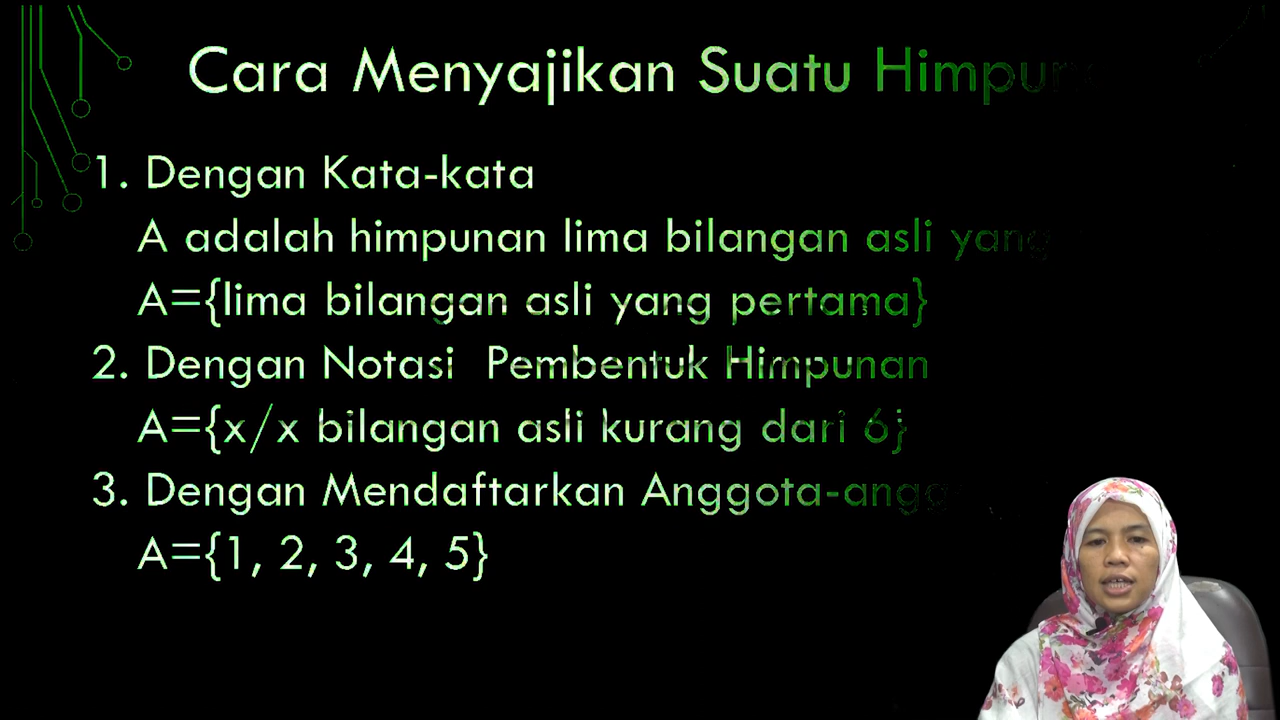 Cara Menyajikan Suatu Himpun
1. Dengan Kata-kata
A adalah himpunan lima bilangan asli yang
A={lima bilangan asli yang pertama}
2. Dengan Notasi Pembentuk Himpunan
A={x/x bilangan asli kurang dari 6}
3. Dengan Mendaftarkan Anggota-angg
A={1, 2, 3, 4, 5}